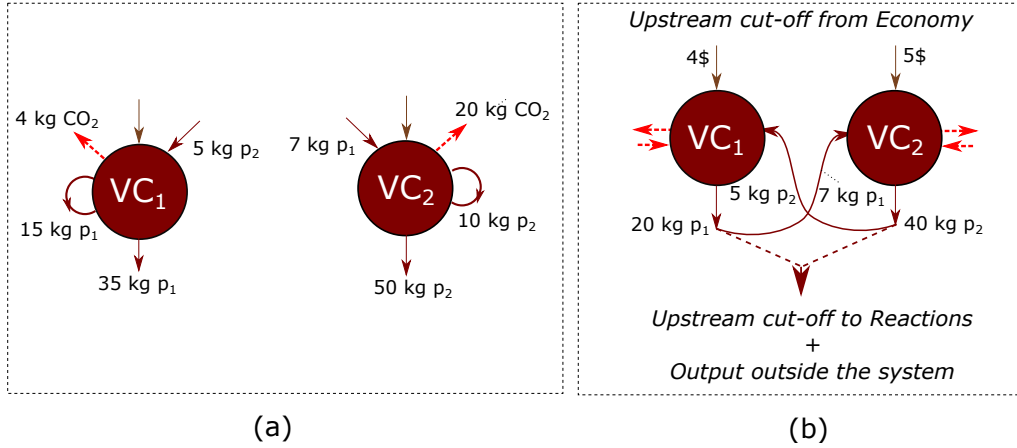 4 kg CO₂
5 kg p₂
VC₁
15 kg p₁
35 kg p₁
20 kg CO₂
7 kg p₁
VC₂
10 kg p₂
50 kg p₂
(a)
Upstream cut-off from Economy
4$
5$
VC₁
VC₂
5 kg p₂
7 kg p₁
20 kg p₁
40 kg p₂
Upstream cut-off to Reactions
+
Output outside the system
(b)